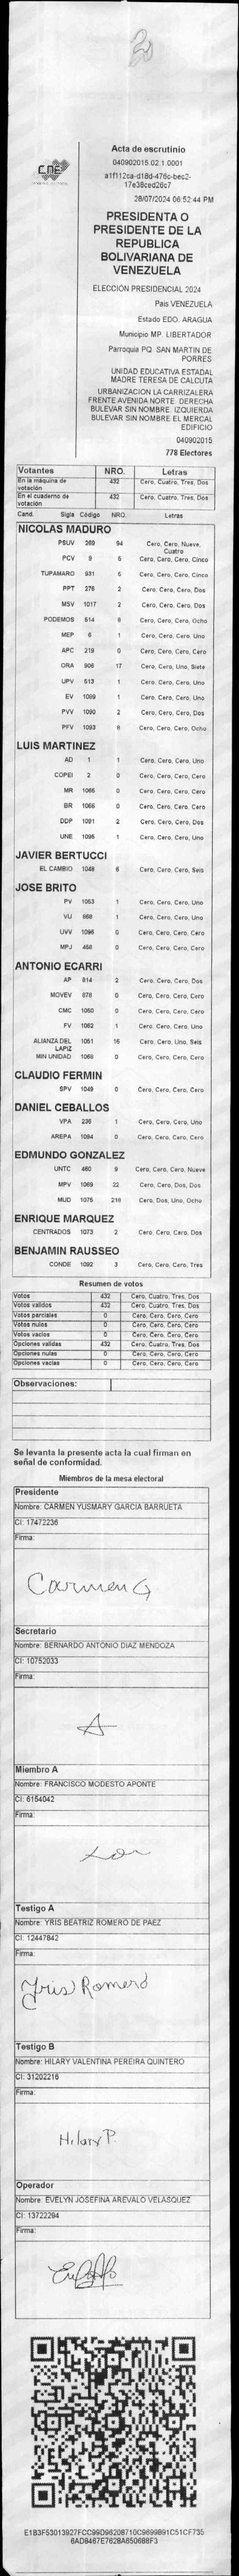 20
CNE
Acta de escrutinio
040902015.02.1.0001
a1f112ca-d18d-476c-bec2-
17e38ced26c7
28/07/2024 06:52:44 PM
PRESIDENTA O
PRESIDENTE DE LA
REPUBLICA
BOLIVARIANA DE
VENEZUELA
ELECCIÓN PRESIDENCIAL 2024
Pais VENEZUELA
Estado EDO. ARAGUA
Municipio MP. LIBERTADOR
Parroquia PQ. SAN MARTIN DE
PORRES
UNIDAD EDUCATIVA ESTADAL
MADRE TERESA DE CALCUTA
URBANIZACION LA CARRIZALERA
FRENTE AVENIDA NORTE. DERECHA
BULEVAR SIN NOMBRE. IZQUIERDA
BULEVAR SIN NOMBRE EL MERCAL
EDIFICIO
040902015
778 Electores
Votantes NRO. Letras
En la máquina de votación 432 Cero, Cuatro, Tres, Dos
En el cuaderno de votación 432 Cero, Cuatro, Tres, Dos
Cand. Sigla Código NRO. Letras
NICOLAS MADURO
PSUV 269 94 Cero, Cero, Nueve, Cuatro
PCV 9 5 Cero, Cero, Cero, Cinco
TUPAMARO 931 5 Cero, Cero, Cero, Cinco
PPT 276 2 Cero, Cero, Cero, Dos
MSV 1017 2 Cero, Cero, Cero, Dos
PODEMOS 514 8 Cero, Cero, Cero, Ocho
MEP 6 1 Cero, Cero, Cero, Uno
APC 219 0 Cero, Cero, Cero, Cero
ORA 906 17 Cero, Cero, Uno, Siete
UPV 513 1 Cero, Cero, Cero, Uno
EV 1089 1 Cero, Cero, Cero, Uno
PVV 1090 2 Cero, Cero, Cero, Dos
PFV 1093 8 Cero, Cero, Cero, Ocho
LUIS MARTINEZ
AD 1 1 Cero, Cero, Cero, Uno
COPEI 2 0 Cero, Cero, Cero, Cero
MR 1065 0 Cero, Cero, Cero, Cero
BR 1066 0 Cero, Cero, Cero, Cero
DDP 1091 2 Cero, Cero, Cero, Dos
UNE 1095 1 Cero, Cero, Cero, Uno
JAVIER BERTUCCI
EL CAMBIO 1048 6 Cero, Cero, Cero, Seis
JOSE BRITO
PV 1053 1 Cero, Cero, Cero, Uno
VU 868 1 Cero, Cero, Cero, Uno
UVV 1096 0 Cero, Cero, Cero, Cero
MPJ 458 0 Cero, Cero, Cero, Cero
ANTONIO ECARRI
AP 914 2 Cero, Cero, Cero, Dos
MOVEV 878 0 Cero, Cero, Cero, Cero
CMC 1050 0 Cero, Cero, Cero, Cero
FV 1062 1 Cero, Cero, Cero, Uno
ALIANZA DEL LAPIZ 1051 16 Cero, Cero, Uno, Seis
MIN UNIDAD 1068 0 Cero, Cero, Cero, Cero
CLAUDIO FERMIN
SPV 1049 0 Cero, Cero, Cero, Cero
DANIEL CEBALLOS
VPA 236 1 Cero, Cero, Cero, Uno
AREPA 1094 0 Cero, Cero, Cero, Cero
EDMUNDO GONZALEZ
UNTC 460 9 Cero, Cero, Cero, Nueve
MPV 1069 22 Cero, Cero, Dos, Dos
MUD 1075 218 Cero, Dos, Uno, Ocho
ENRIQUE MARQUEZ
CENTRADOS 1073 2 Cero, Cero, Cero, Dos
BENJAMIN RAUSSEO
CONDE 1092 3 Cero, Cero, Cero, Tres
Resumen de votos
Votos 432 Cero, Cuatro, Tres, Dos
Votos validos 432 Cero, Cuatro, Tres, Dos
Votos parciales 0 Cero, Cero, Cero, Cero
Votos nulos 0 Cero, Cero, Cero, Cero
Votos vacios 0 Cero, Cero, Cero, Cero
Opciones validas 432 Cero, Cuatro, Tres, Dos
Opciones nulas 0 Cero, Cero, Cero, Cero
Opciones vacias 0 Cero, Cero, Cero, Cero
Observaciones:
Se levanta la presente acta la cual firman en
señal de conformidad.
Miembros de la mesa electoral
Presidente
Nombre: CARMEN YUSMARY GARCIA BARRUETA
CI: 17472236
Firma:
Carmen G
Secretario
Nombre: BERNARDO ANTONIO DIAZ MENDOZA
CI: 10752033
Firma:
Miembro A
Nombre: FRANCISCO MODESTO APONTE
CI: 6154042
Firma:
Testigo A
Nombre: YRIS BEATRIZ ROMERO DE PAEZ
CI: 12447842
Firma:
Yris Romero
Testigo B
Nombre: HILARY VALENTINA PEREIRA QUINTERO
CI: 31202216
Firma:
Hilary P.
Operador
Nombre: EVELYN JOSEFINA AREVALO VELASQUEZ
CI: 13722294
Firma:
E1B3F53013927FCC99D96208710C9699891C51CF735
6AD8467E7628A650688F3